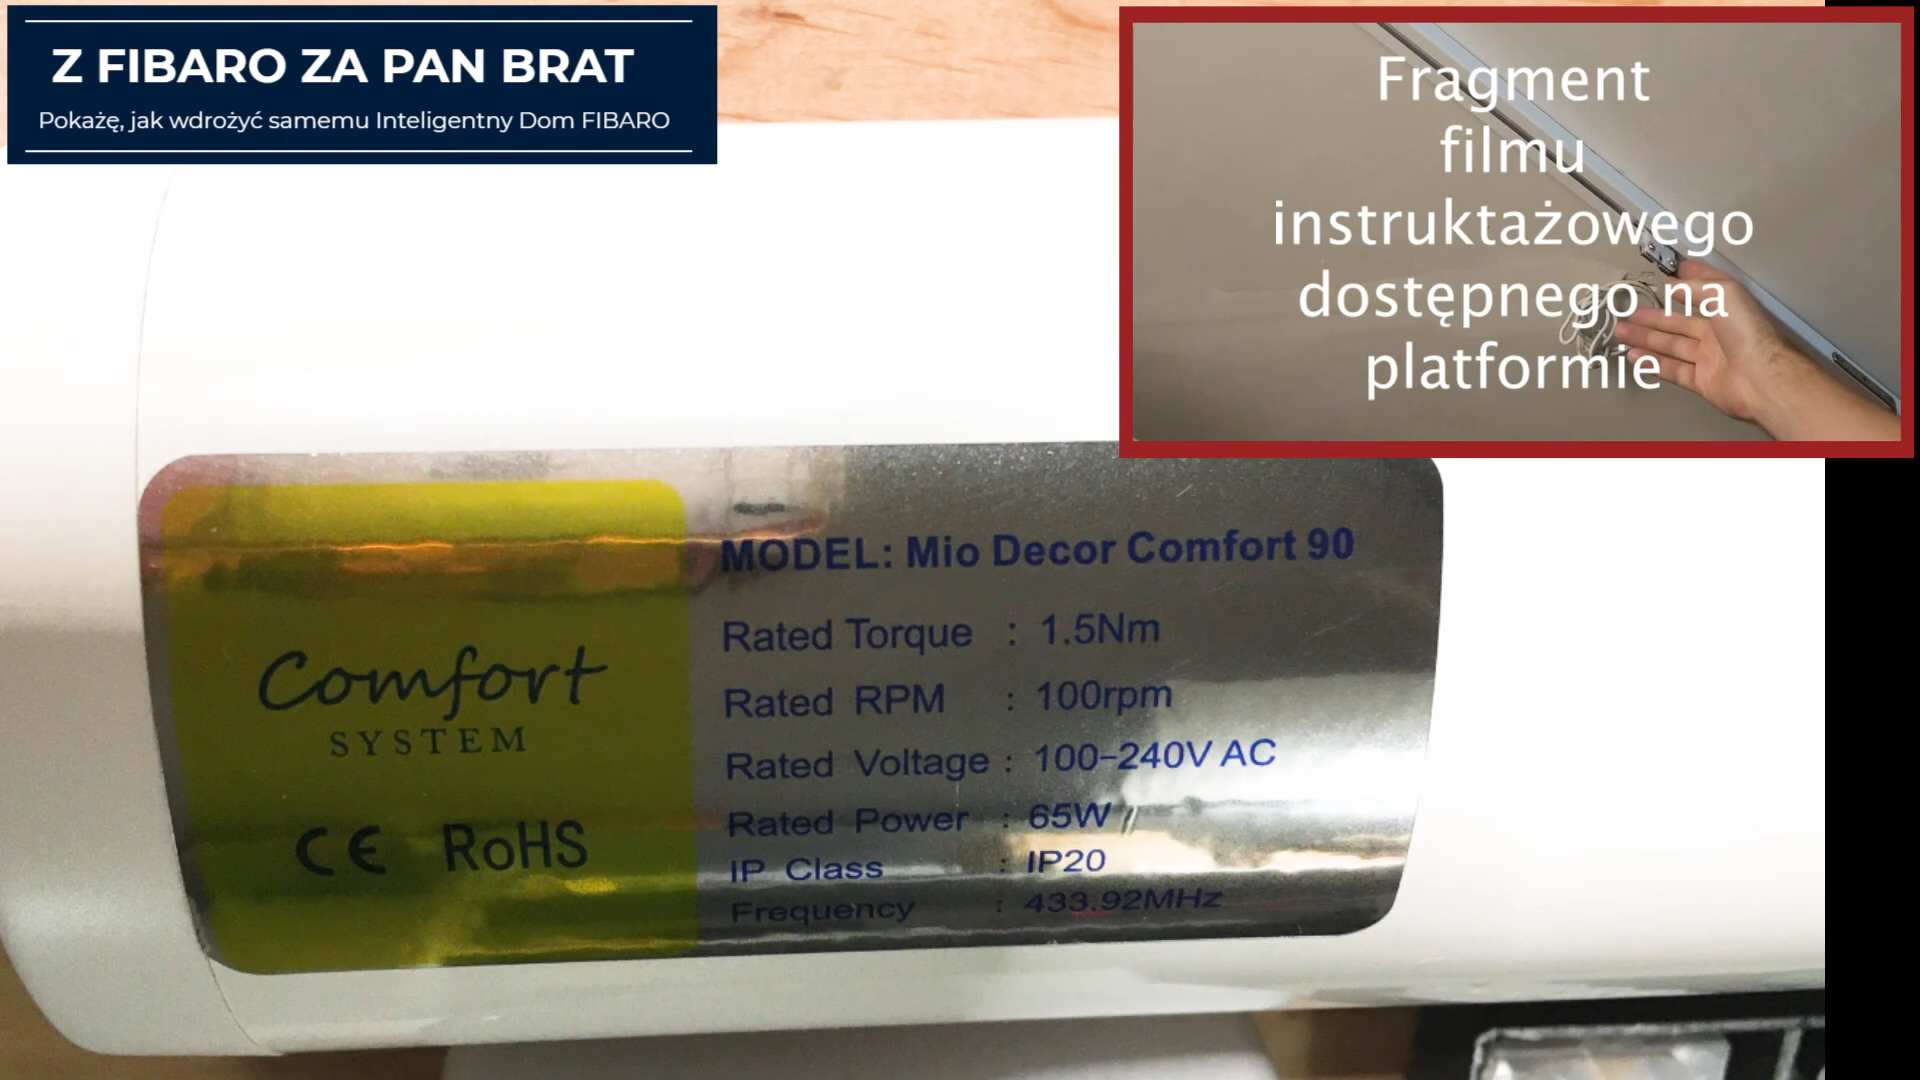 Z FIBARO ZA PAN BRAT
Pokażę, jak wdrożyć samemu Inteligentny Dom FIBARO
Fragment
filmu
instruktażowego
dostępnego na
platformie
Comfort
SYSTEM
CE RoHS
MODEL: Mio Decor Comfort 90
Rated Torque : 1.5Nm
Rated RPM : 100rpm
Rated Voltage : 100-240V AC
Rated Power : 65W
IP Class : IP20
Frequency : 433.92MHz